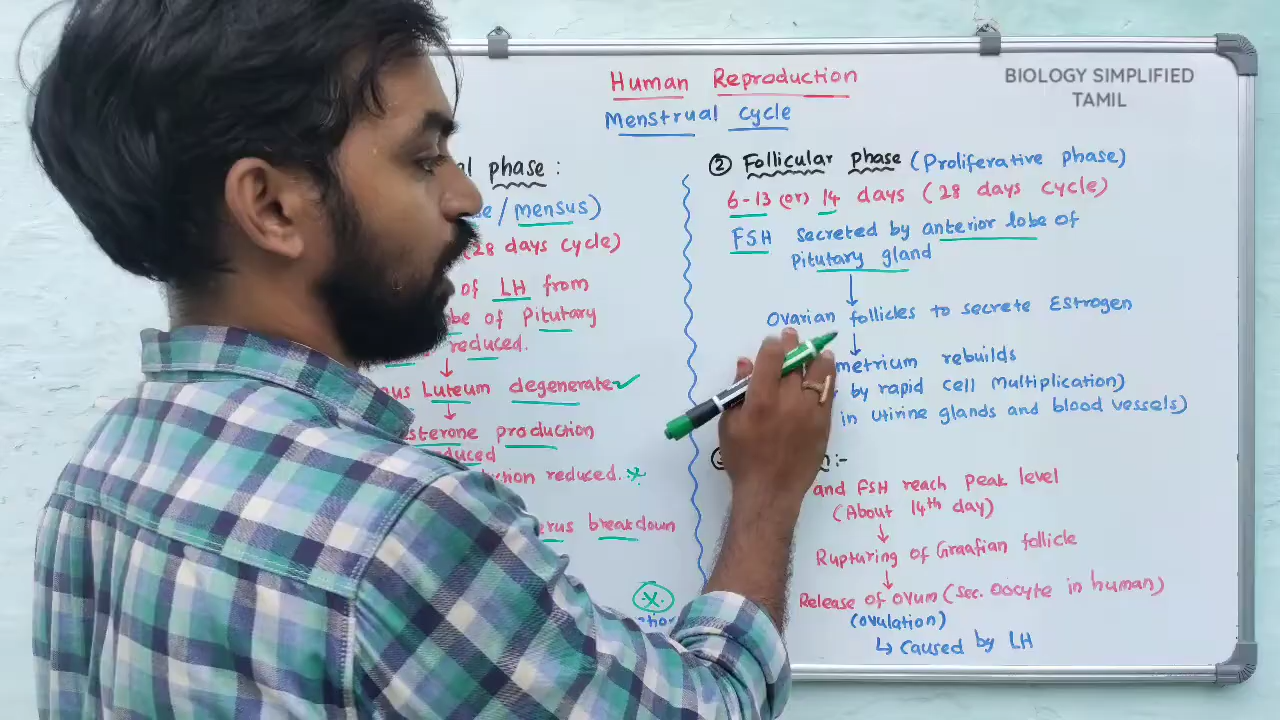 Human Reproduction
Menstrual cycle
BIOLOGY SIMPLIFIED
TAMIL
phase :
/ mensus)
(28 days cycle)
of LH from
of Pitutary
reduced.
Luteum degenerate
production
reduced.
breakdown
② Follicular phase (Proliferative phase)
6-13 (or) 14 days (28 days cycle)
FSH secreted by anterior lobe of
Pitutary gland
Ovarian follicles to secrete Estrogen
rebuilds
by rapid cell multiplication)
in Utirine glands and blood vessels)
and FSH reach peak level
(About 14th day)
Rupturing of Graafian follicle
Release of ovum (sec. oocyte in human)
(ovulation)
↳ Caused by LH